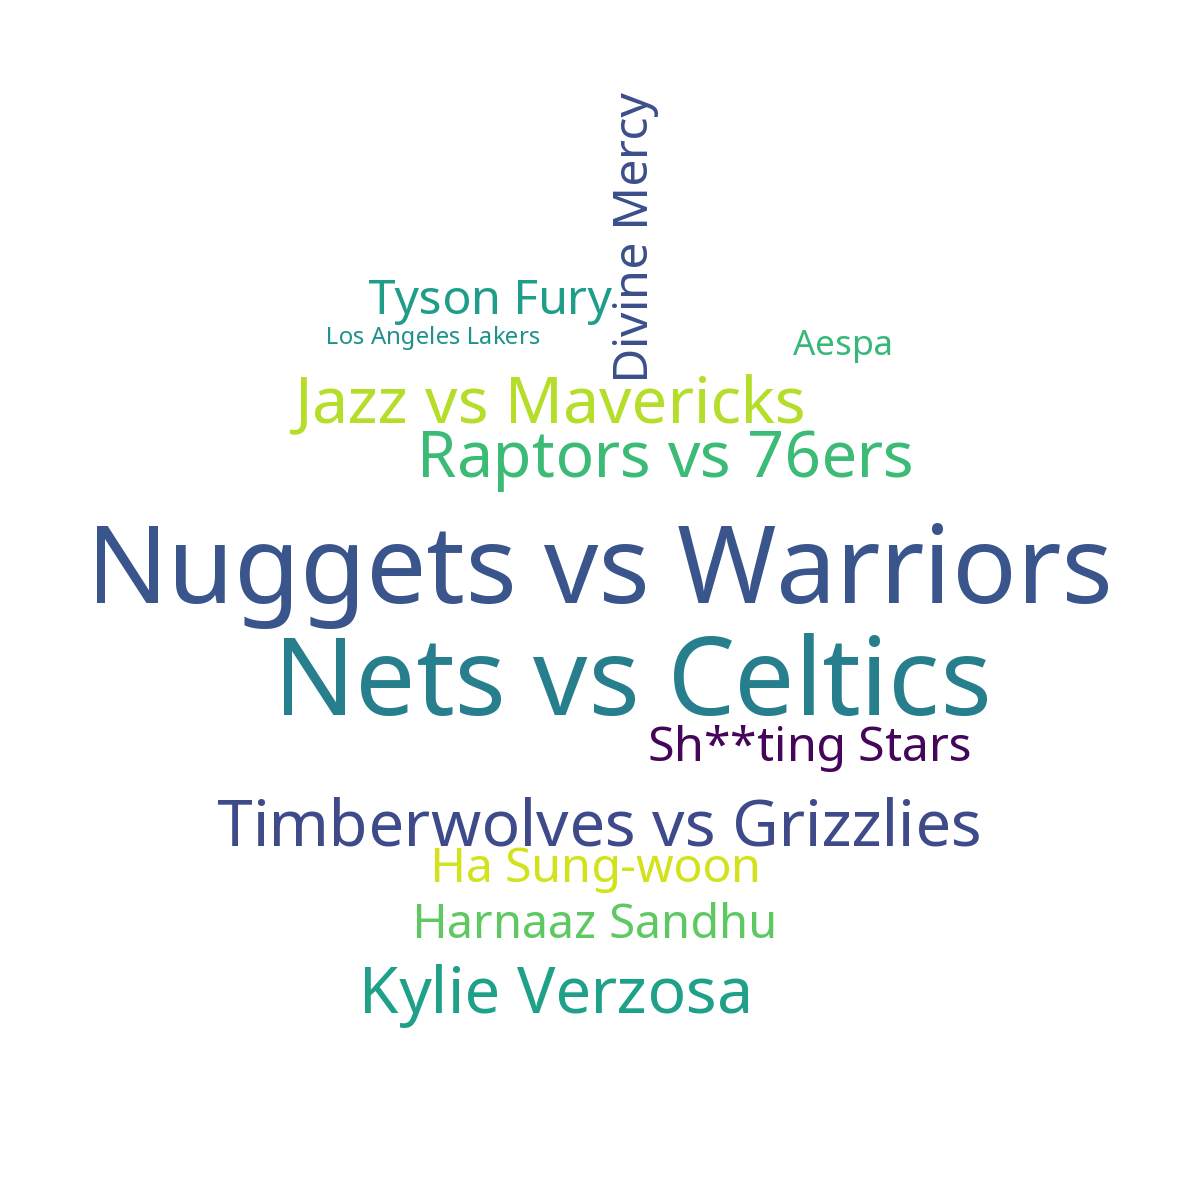 Divine Mercy
Tyson Fury
Los Angeles Lakers
Aespa
Jazz vs Mavericks
Raptors vs 76ers
Nuggets vs Warriors
Nets vs Celtics
Sh**ting Stars
Timberwolves vs Grizzlies
Ha Sung-woon
Harnaaz Sandhu
Kylie Verzosa